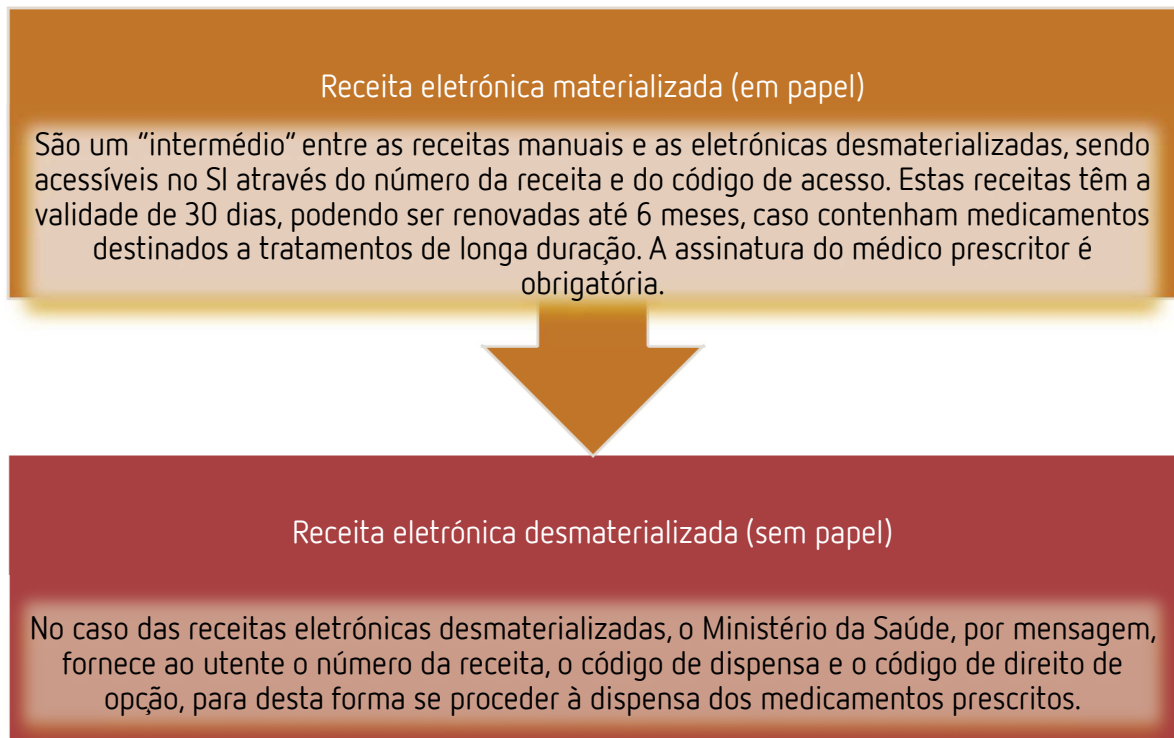 Receita eletrónica materializada (em papel)
São um "intermédio" entre as receitas manuais e as eletrónicas desmaterializadas, sendo
acessíveis no SI através do número da receita e do código de acesso. Estas receitas têm a
validade de 30 dias, podendo ser renovadas até 6 meses, caso contenham medicamentos
destinados a tratamentos de longa duração. A assinatura do médico prescritor é
obrigatória.
Receita eletrónica desmaterializada (sem papel)
No caso das receitas eletrónicas desmaterializadas, o Ministério da Saúde, por mensagem,
fornece ao utente o número da receita, o código de dispensa e o código de direito de
opção, para desta forma se proceder à dispensa dos medicamentos prescritos.